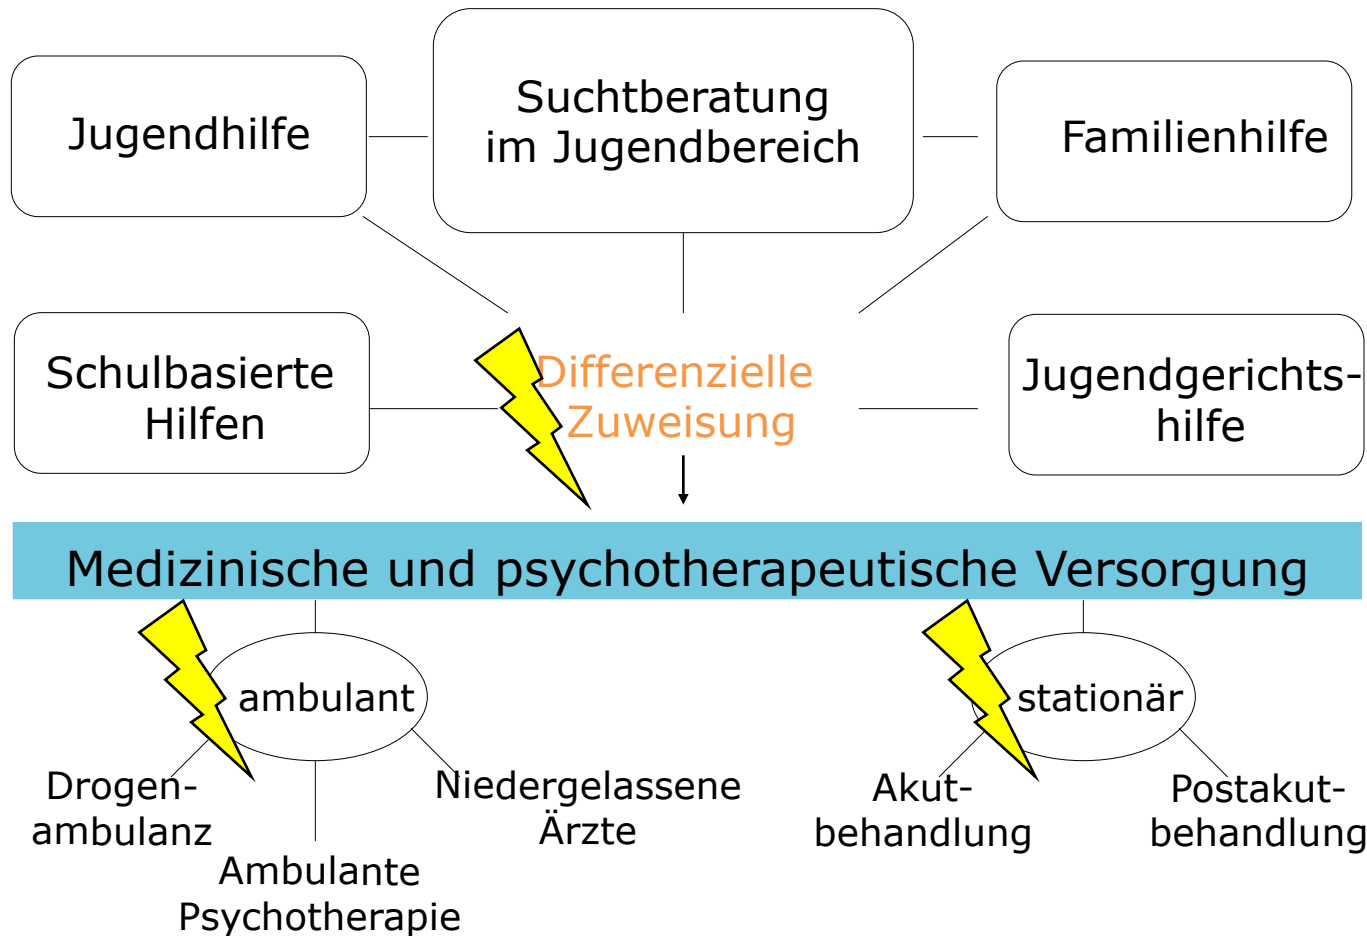 Jugendhilfe
Suchtberatung
im Jugendbereich
Familienhilfe
Schulbasierte
Hilfen
Differenzielle
Zuweisung
Jugendgerichts-
hilfe
Medizinische und psychotherapeutische Versorgung
ambulant
stationär
Drogen-
ambulanz
Ambulante
Psychotherapie
Niedergelassene
Ärzte
Akut-
behandlung
Postakut-
behandlung